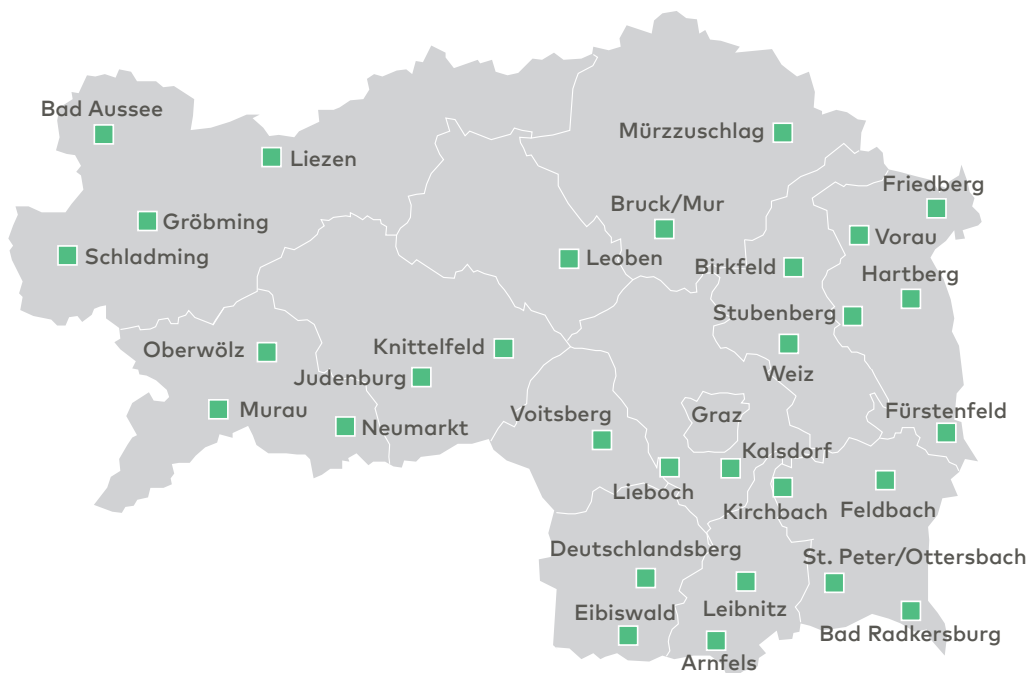 Bad Aussee
Mürzzuschlag
Liezen
Friedberg
Bruck/Mur
Gröbming
Vorau
Schladming
Leoben
Birkfeld
Hartberg
Stubenberg
Oberwölz
Knittelfeld
Judenburg
Weiz
Murau
Neumarkt
Voitsberg
Graz
Fürstenfeld
Kalsdorf
Lieboch
Kirchbach
Feldbach
Deutschlandsberg
St. Peter/Ottersbach
Eibiswald
Leibnitz
Bad Radkersburg
Arnfels